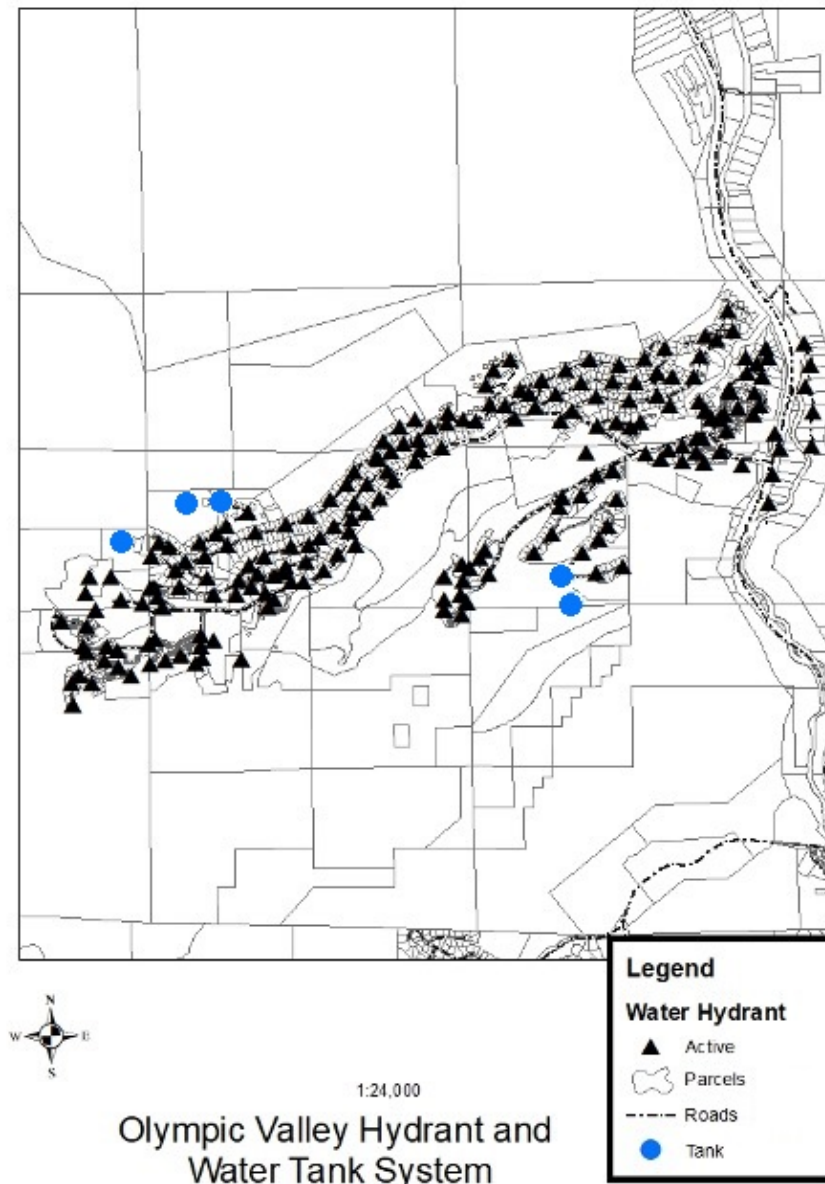 N
W E
S
1:24,000
Olympic Valley Hydrant and
Water Tank System
Legend
Water Hydrant
Active
Parcels
Roads
Tank